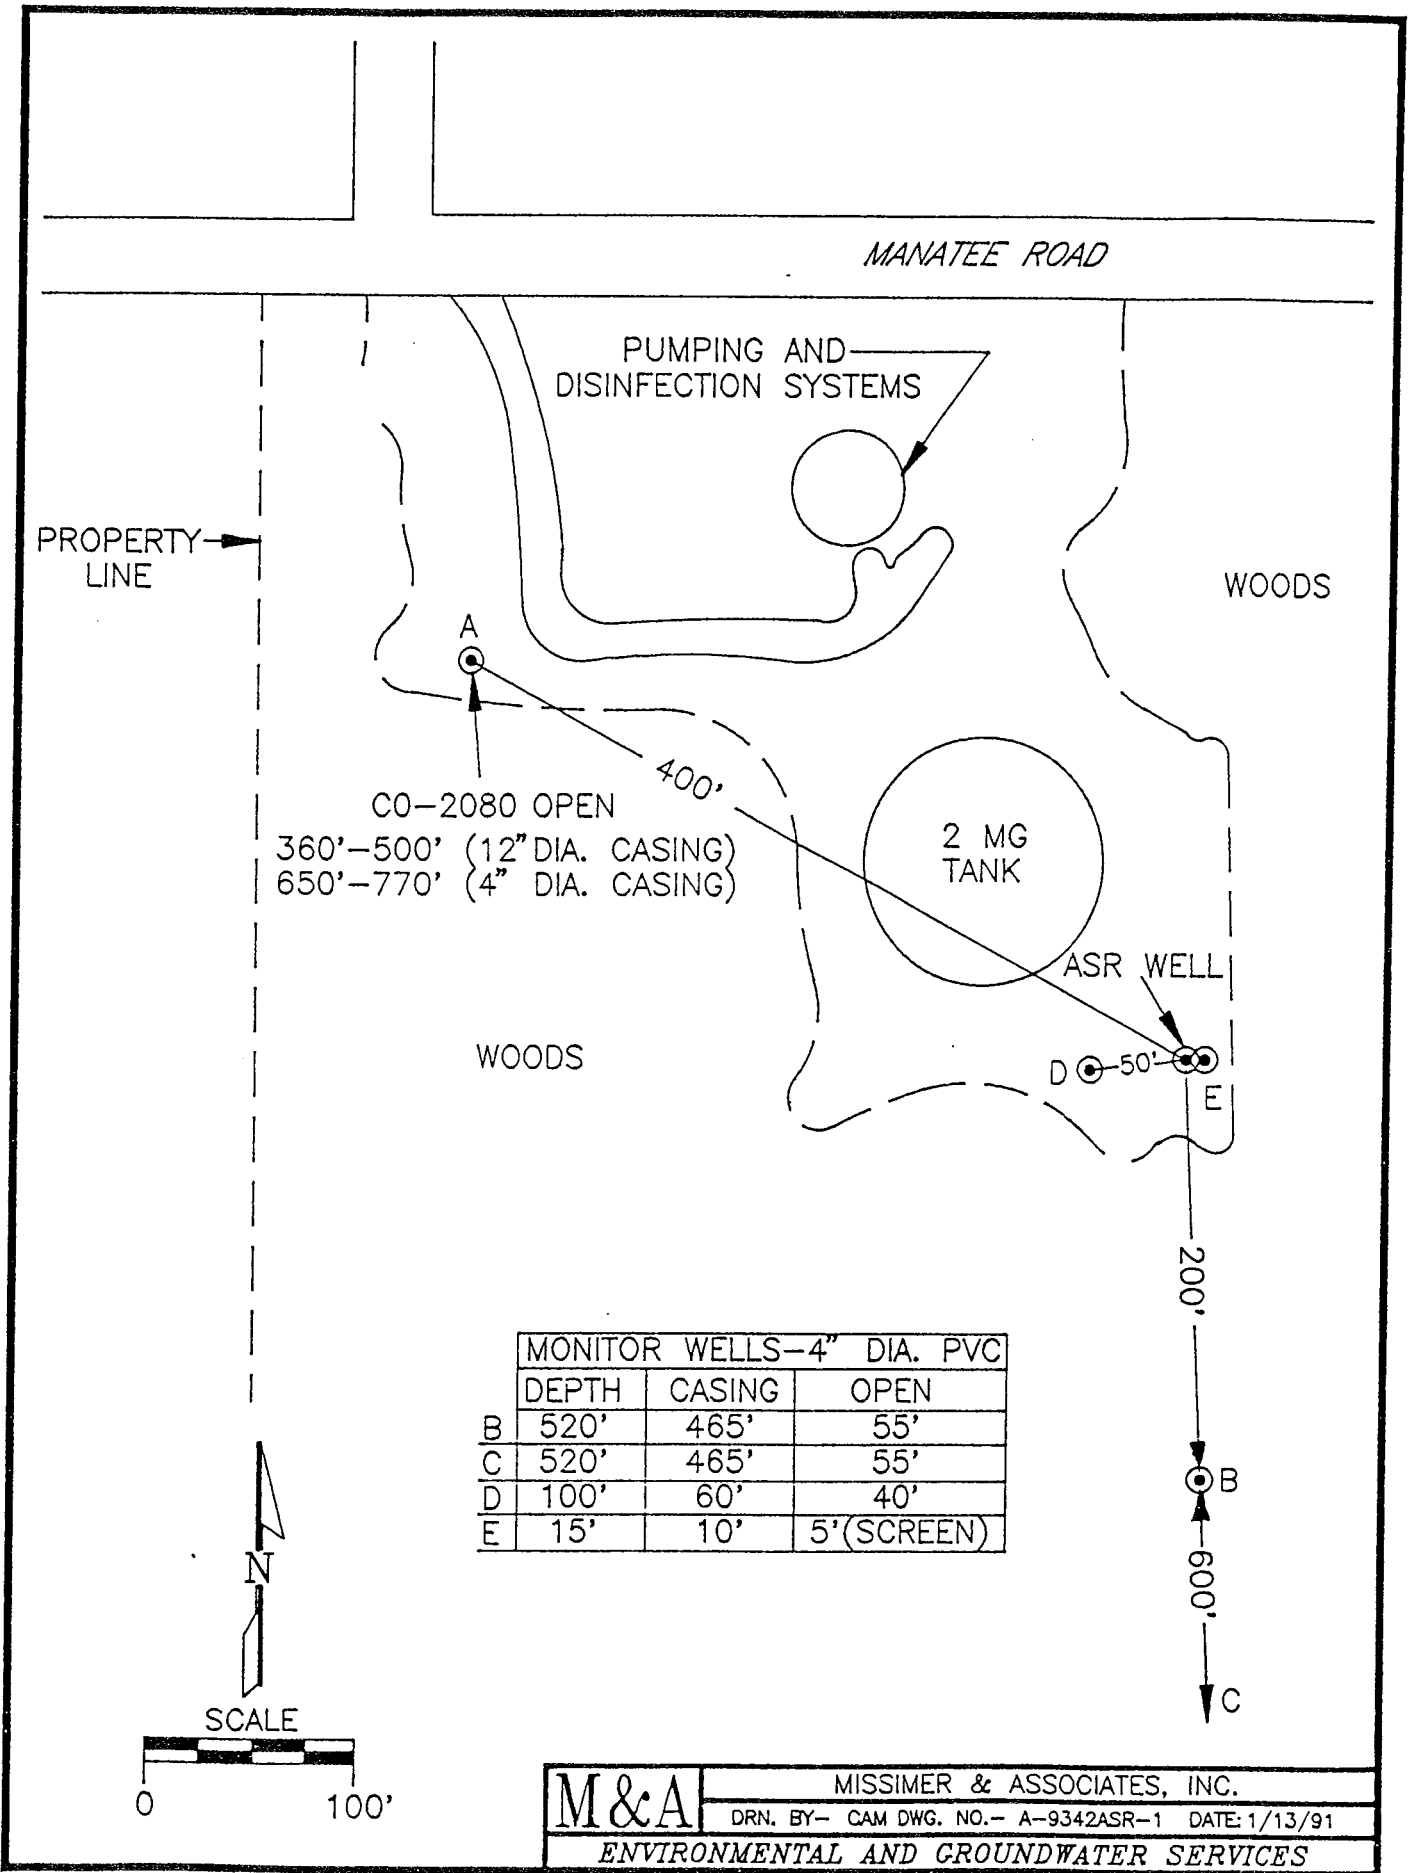 MANATEE ROAD
PUMPING AND
DISINFECTION SYSTEMS
PROPERTY
LINE
WOODS
A
400'
CO-2080 OPEN
360'-500' (12" DIA. CASING)
650'-770' (4" DIA. CASING)
2 MG
TANK
ASR WELL
WOODS
D
50'
E
200'
MONITOR WELLS-4" DIA. PVC
DEPTH CASING OPEN
B 520' 465' 55'
C 520' 465' 55'
D 100' 60' 40'
E 15' 10' 5'(SCREEN)
B
600'
C
N
SCALE
0 100'
M&A
MISSIMER & ASSOCIATES, INC.
DRN. BY- CAM DWG. NO.- A-9342ASR-1 DATE: 1/13/91
ENVIRONMENTAL AND GROUNDWATER SERVICES